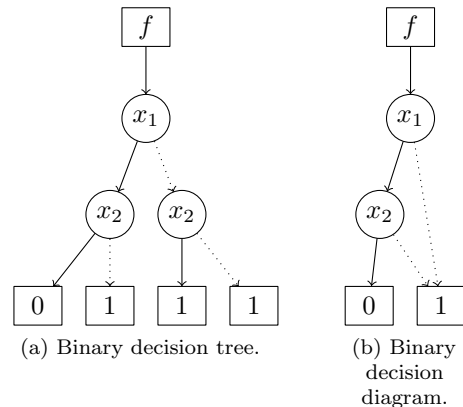 f
x1
x2 x2
0 1 1 1
(a) Binary decision tree.
f
x1
x2
0 1
(b) Binary
decision
diagram.